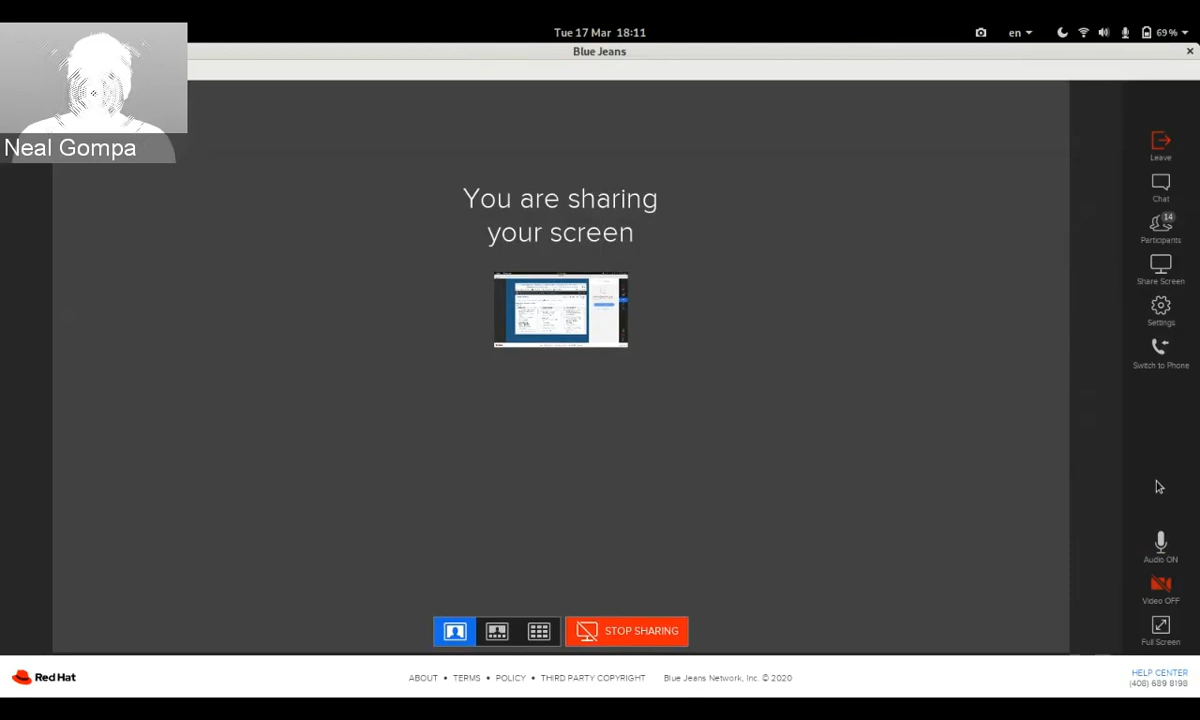 Tue 17 Mar 18:11
en
69 %
Blue Jeans
Neal Gompa
You are sharing
your screen
Leave
Chat
14
Participants
Share Screen
Settings
Switch to Phone
Audio ON
Video OFF
Full Screen
STOP SHARING
Red Hat
ABOUT • TERMS • POLICY • THIRD PARTY COPYRIGHT
Blue Jeans Network, Inc. © 2020
HELP CENTER
(408) 689 8198